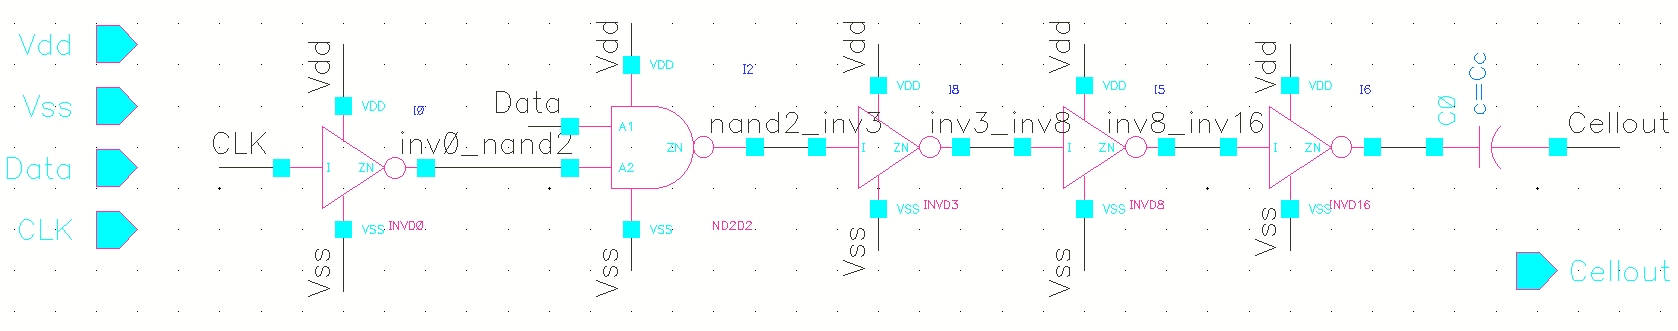 Vdd
Vss
Data
CLK
CLK
Vdd
VDD
I0
I
ZN
VSS
INVD0
Vss
inv0_nand2
Data
Vdd
VDD
I2
A1
A2
ZN
VSS
ND2D2
Vss
nand2_inv3
Vdd
VDD
I8
I
ZN
VSS
INVD3
Vss
inv3_inv8
Vdd
VDD
I5
I
ZN
VSS
INVD8
Vss
inv8_inv16
Vdd
VDD
I6
I
ZN
VSS
INVD16
Vss
C0
c=Cc
Cellout
Cellout